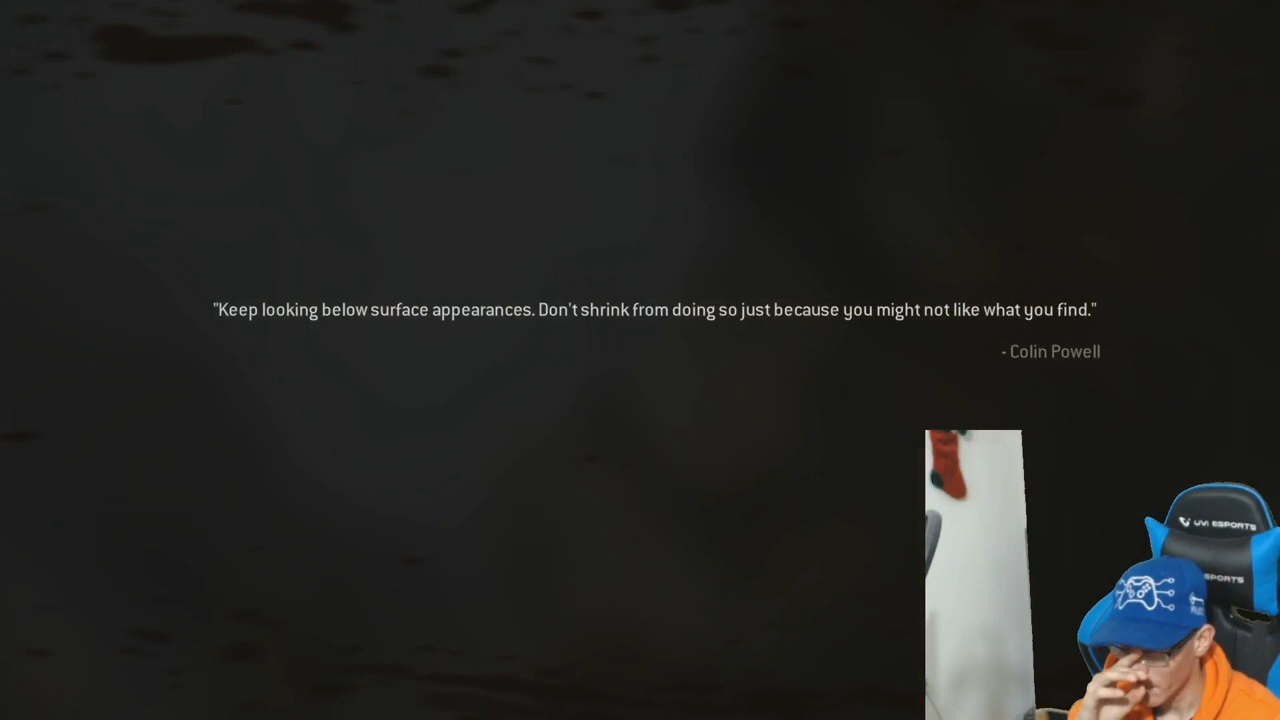 "Keep looking below surface appearances. Don't shrink from doing so just because you might not like what you find."
- Colin Powell
UVI ESPORTS
SPORTS